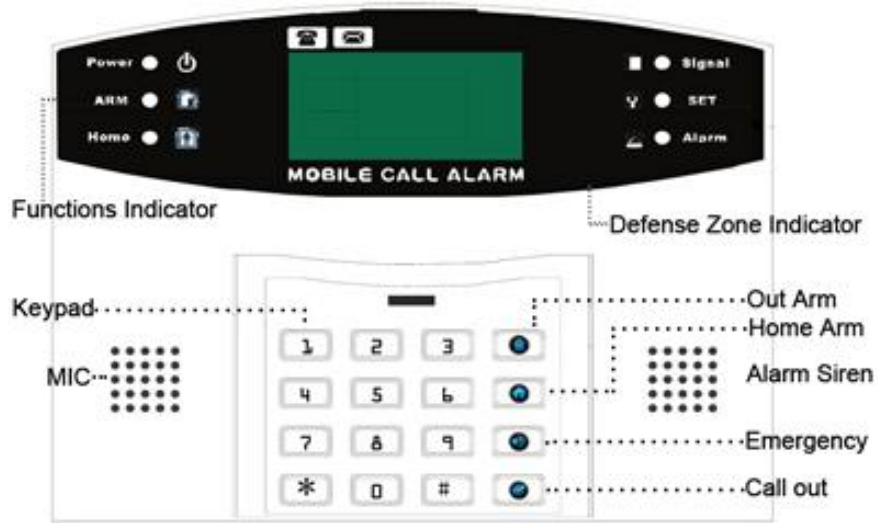 Power
ARM
Home
Signal
SET
Alarm
MOBILE CALL ALARM
Functions Indicator
Defense Zone Indicator
Keypad
MIC
1 2 3
4 5 6
7 8 9
* 0 #
Out Arm
Home Arm
Alarm Siren
Emergency
Call out